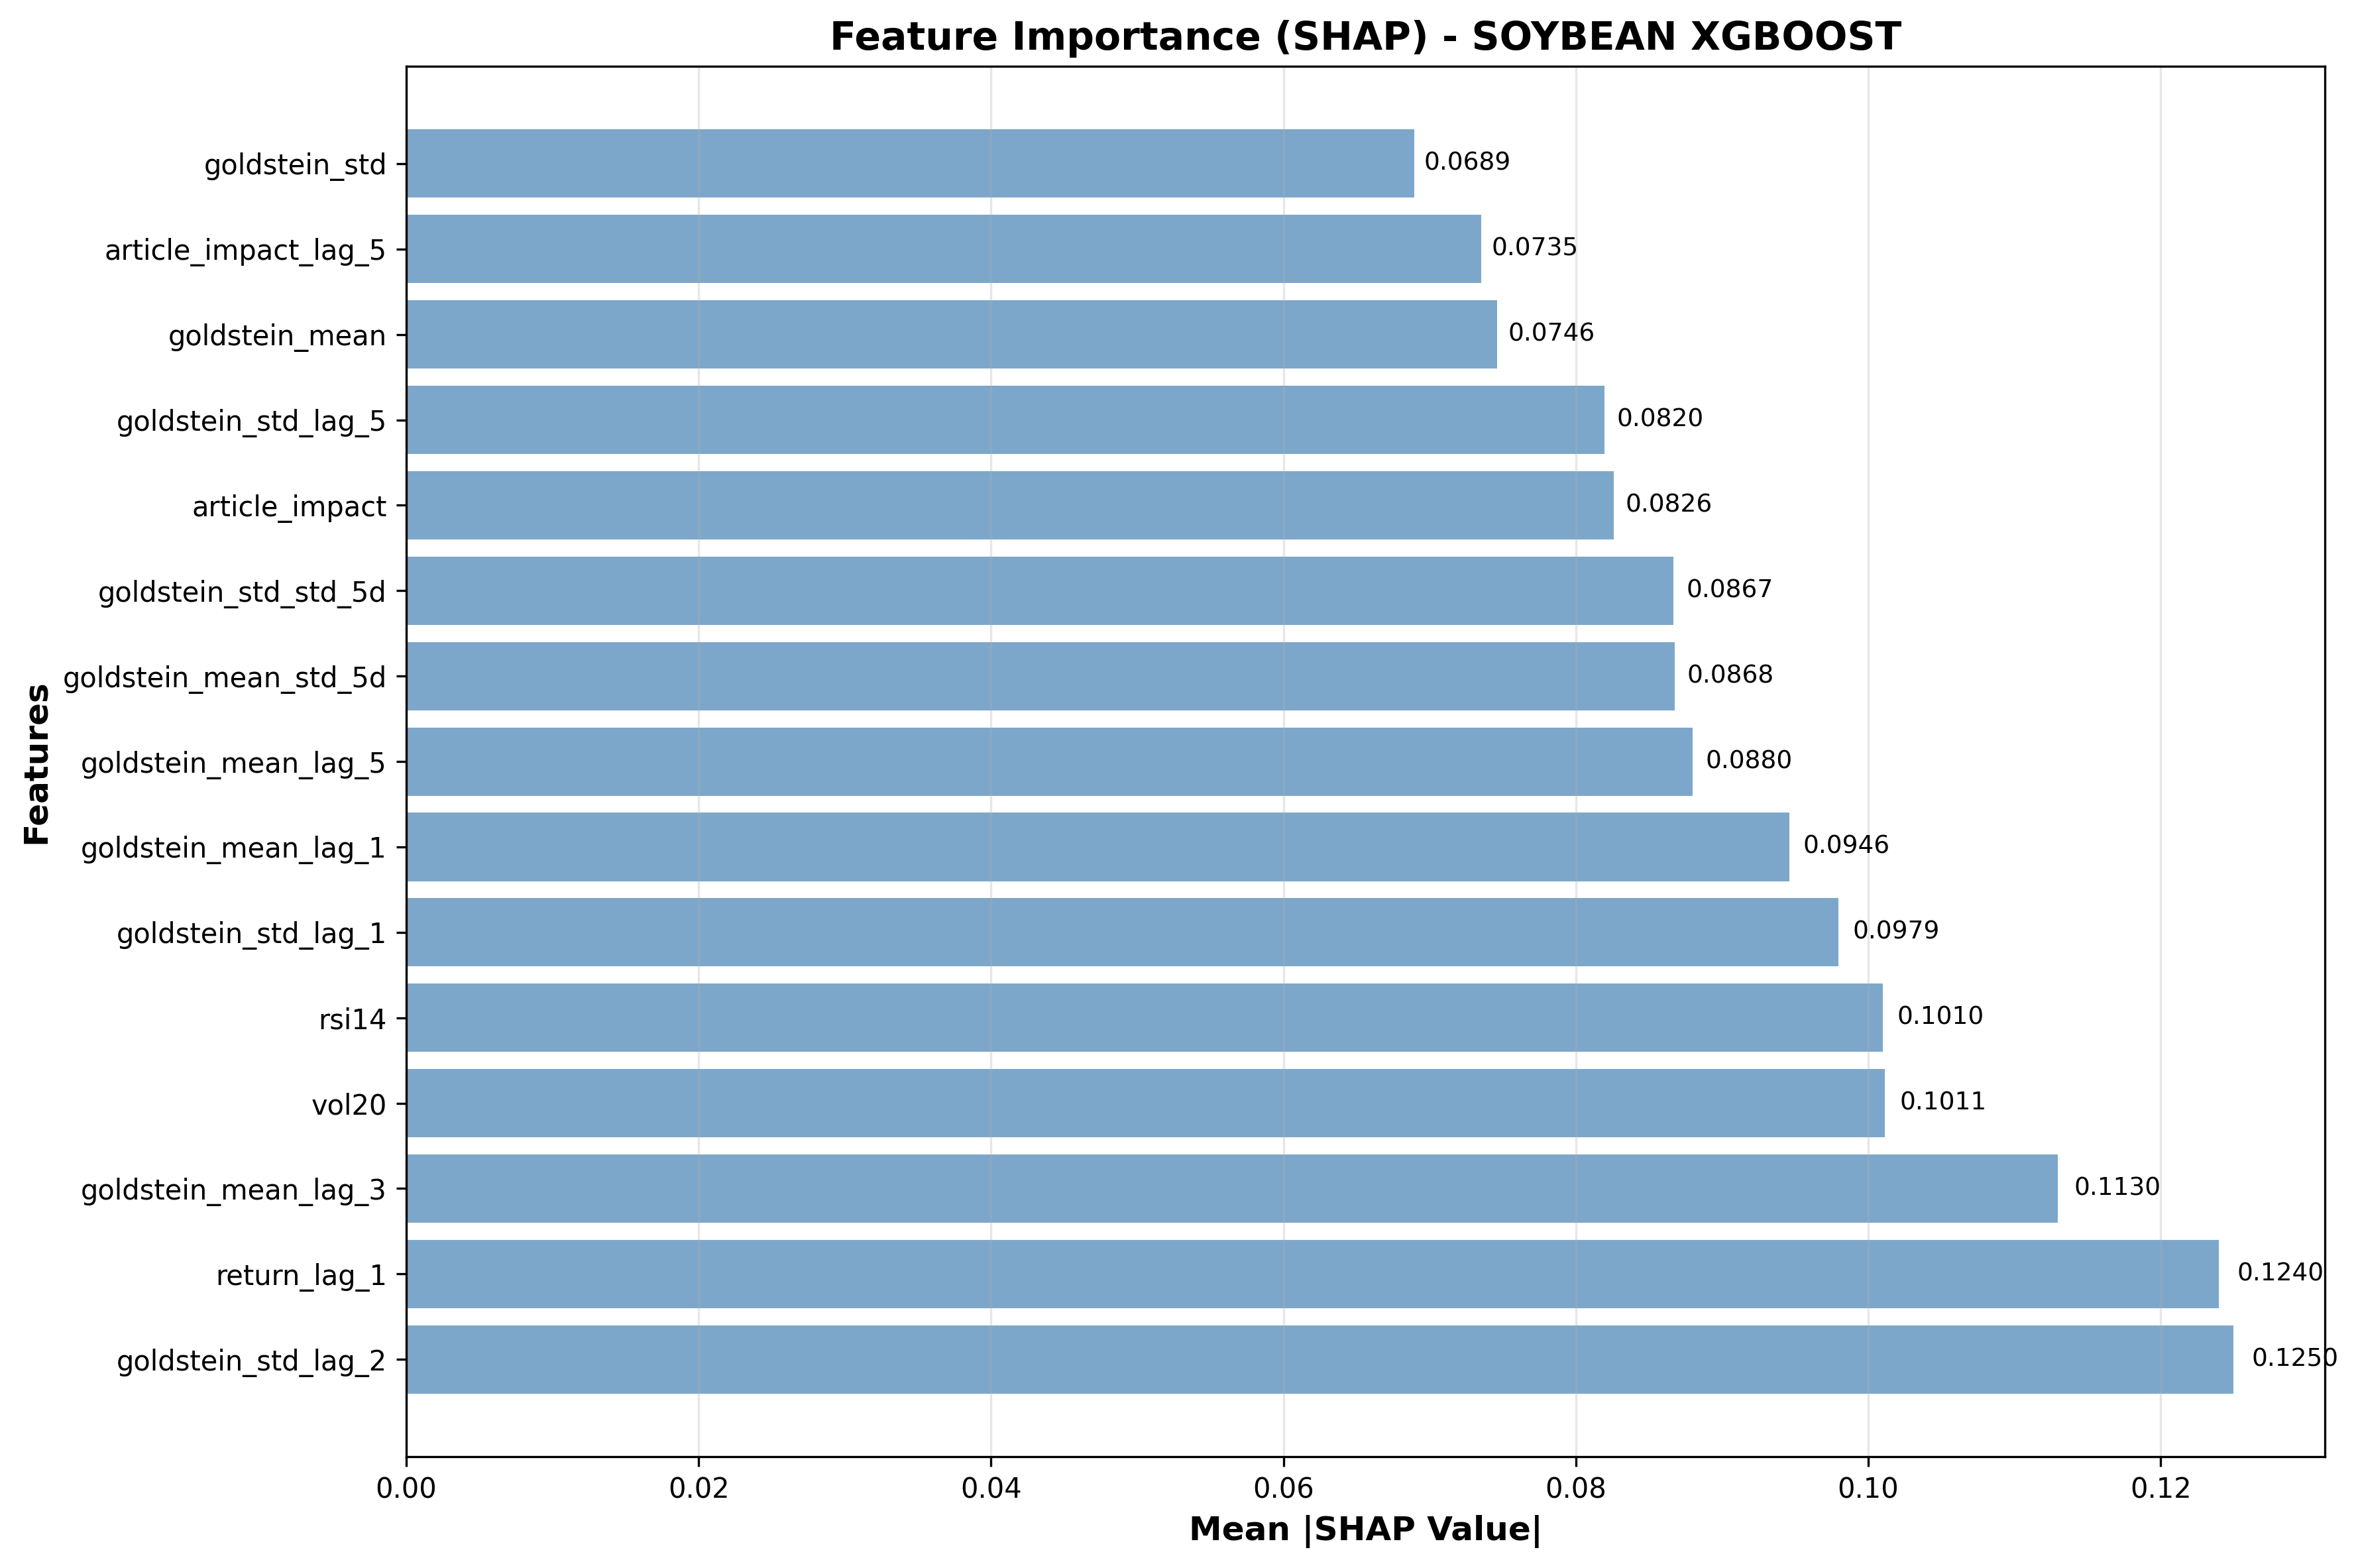 Feature Importance (SHAP) - SOYBEAN XGBOOST
goldstein_std 0.0689
article_impact_lag_5 0.0735
goldstein_mean 0.0746
goldstein_std_lag_5 0.0820
article_impact 0.0826
goldstein_std_std_5d 0.0867
goldstein_mean_std_5d 0.0868
goldstein_mean_lag_5 0.0880
goldstein_mean_lag_1 0.0946
goldstein_std_lag_1 0.0979
rsi14 0.1010
vol20 0.1011
goldstein_mean_lag_3 0.1130
return_lag_1 0.1240
goldstein_std_lag_2 0.1250
Features
0.00 0.02 0.04 0.06 0.08 0.10 0.12
Mean |SHAP Value|